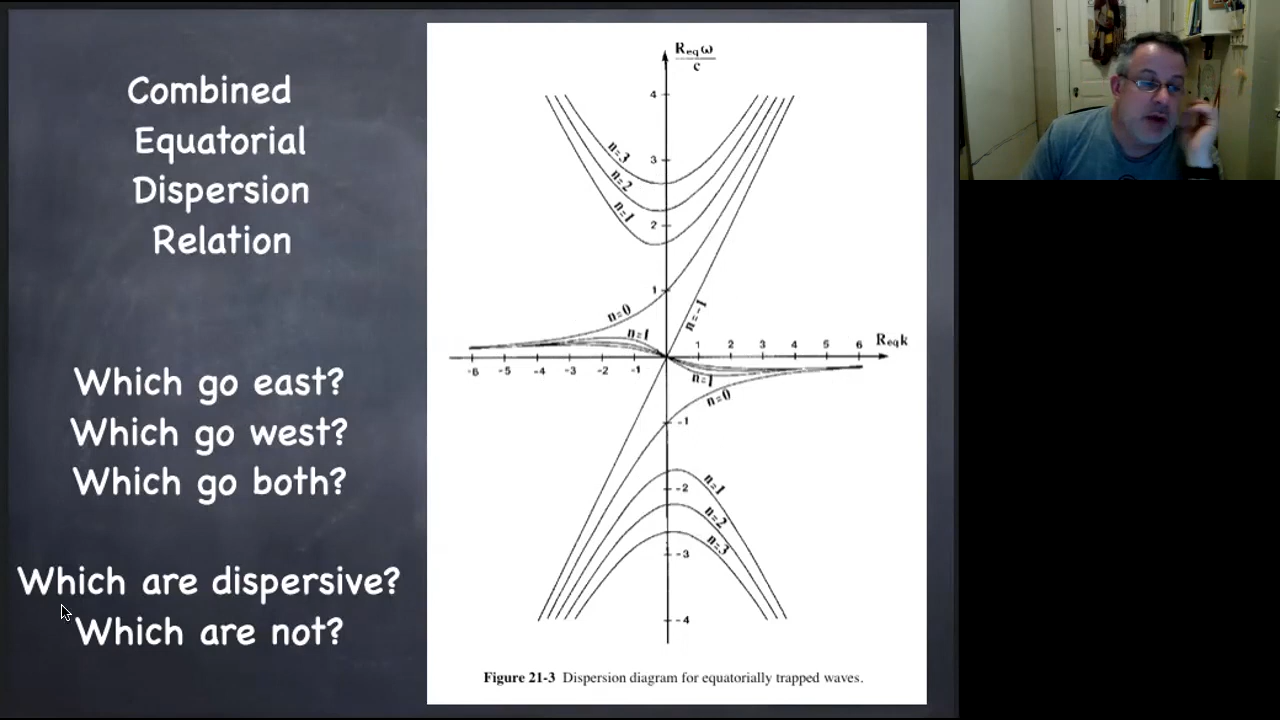 Combined
Equatorial
Dispersion
Relation
Which go east?
Which go west?
Which go both?
Which are dispersive?
Which are not?
Reqω
c
4
3
2
1
n=3
n=2
n=1
n=0
n=1
n=-1
1 2 3 4 5 6 Reqk
-6 -5 -4 -3 -2 -1
n=1
n=0
-1
-2
-3
-4
n=1
n=2
n=3
Figure 21-3 Dispersion diagram for equatorially trapped waves.